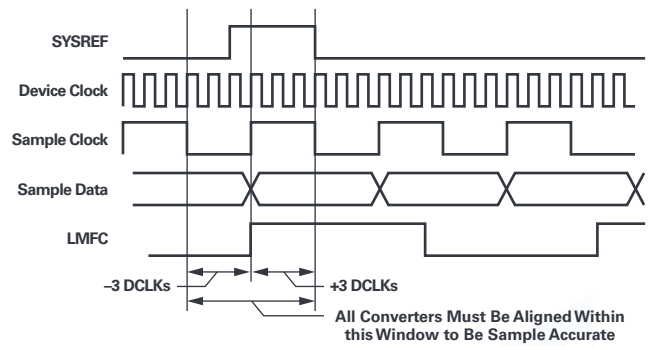 SYSREF
Device Clock
Sample Clock
Sample Data
LMFC
–3 DCLKs
+3 DCLKs
All Converters Must Be Aligned Within
this Window to Be Sample Accurate